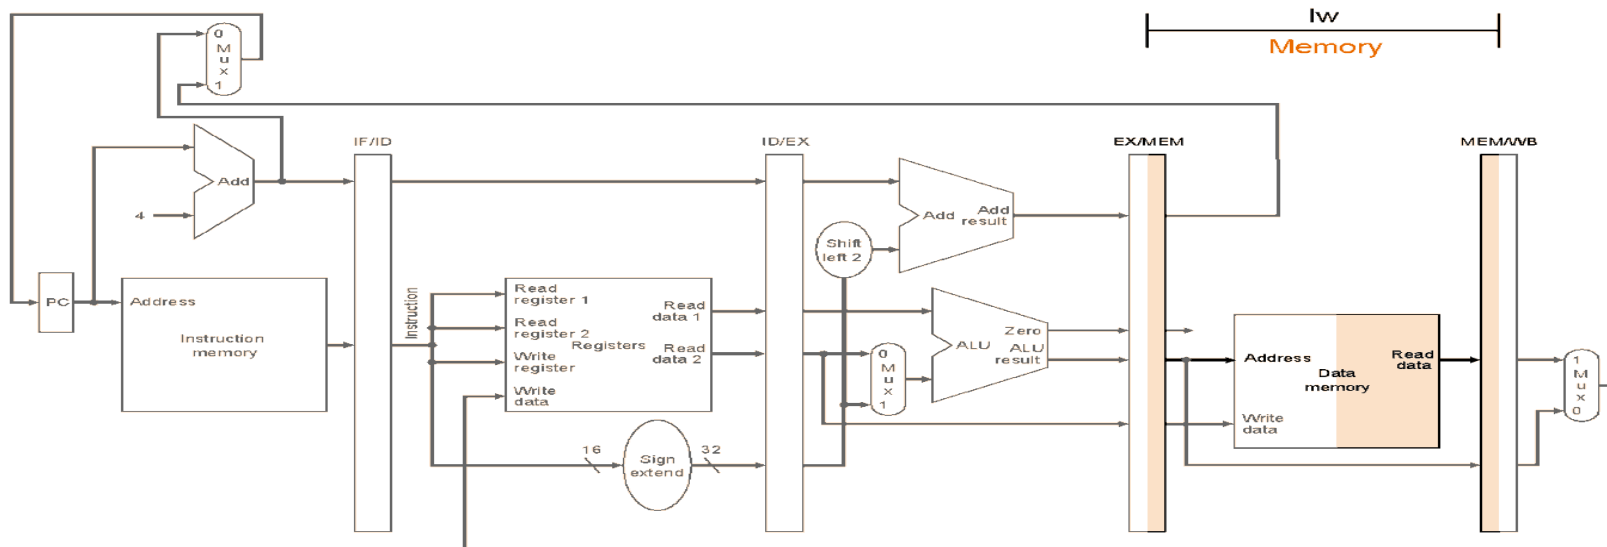 lw
Memory
0
M
u
x
1
IF/ID
ID/EX
EX/MEM
MEM/WB
Add
4
Add
Add
result
Shift
left 2
PC
Address
Instruction
memory
Instruction
Read
register 1
Read
register 2
Write
register
Write
data
Registers
Read
data 1
Read
data 2
0
M
u
x
1
Zero
ALU
ALU
result
Address
Read
data
Data
memory
Write
data
1
M
u
x
0
16
Sign
extend
32